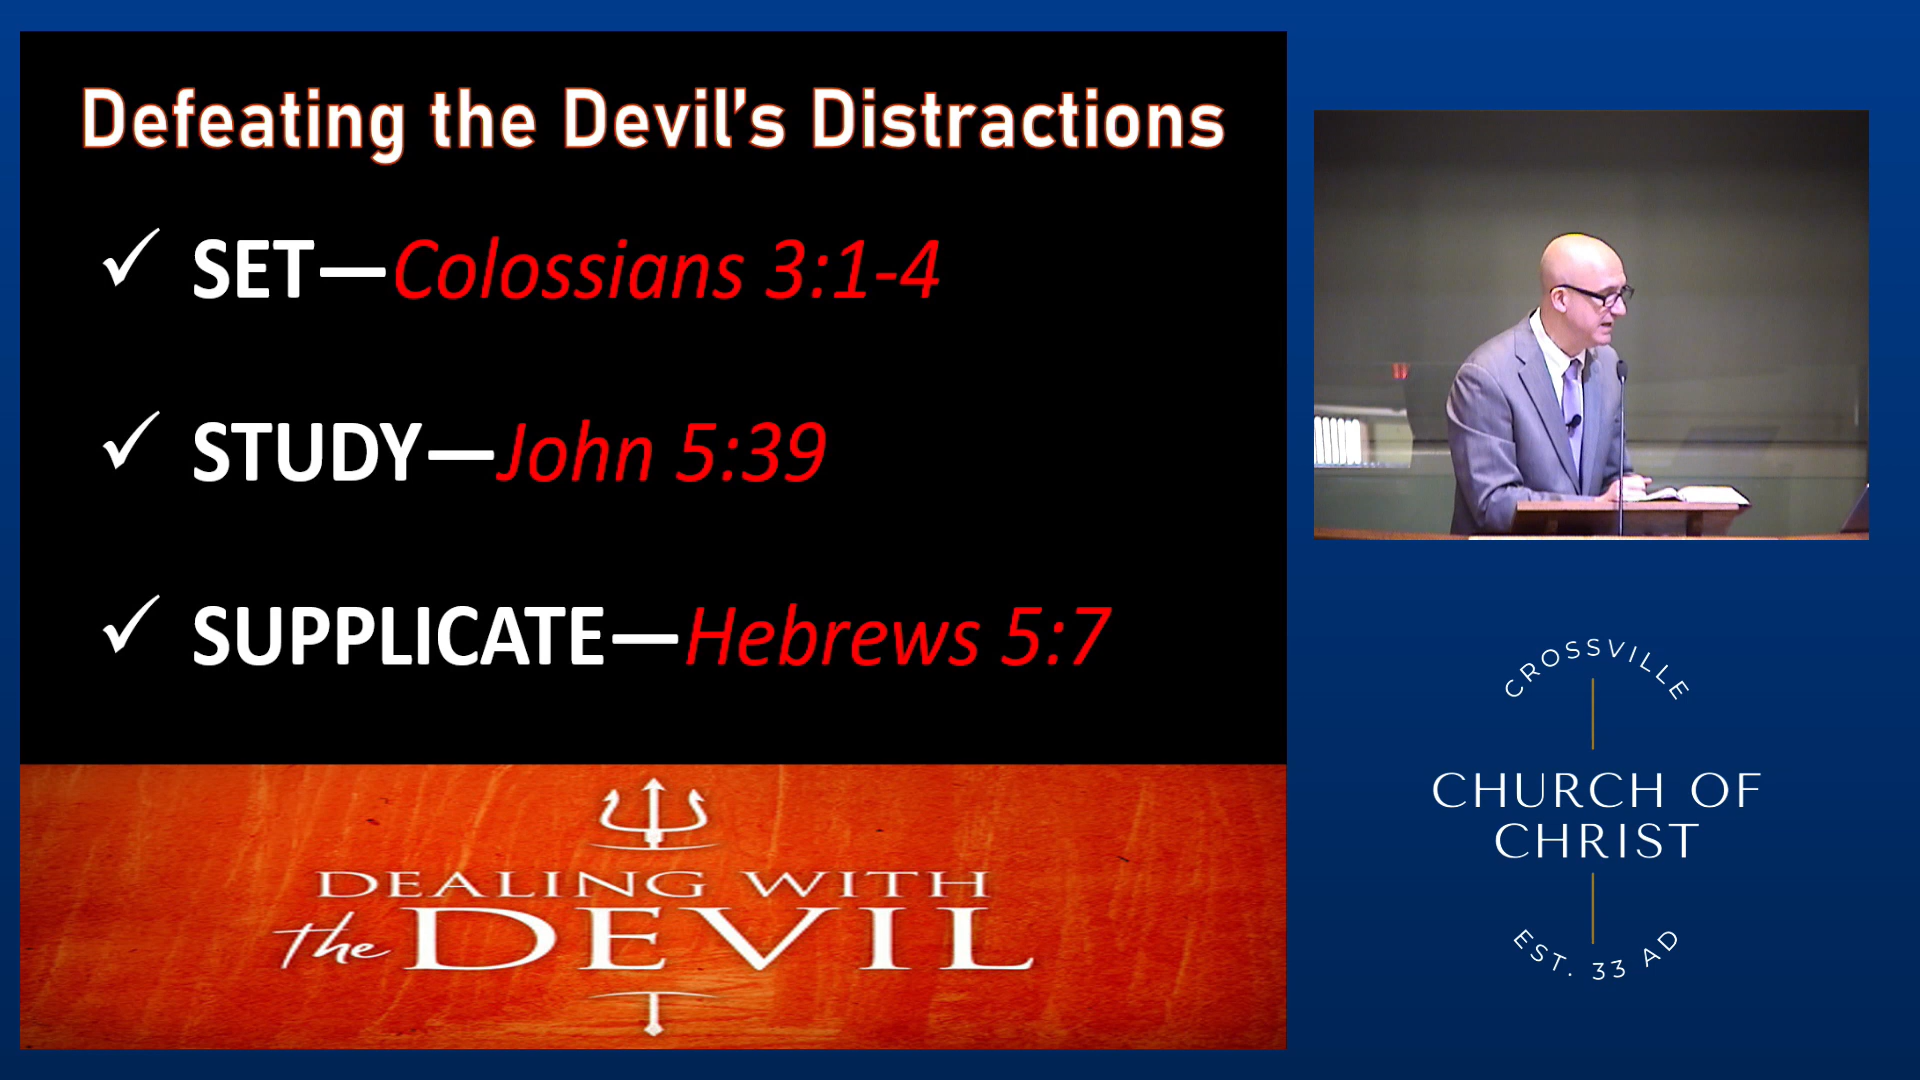 Defeating the Devil’s Distractions
✓ SET—Colossians 3:1-4
✓ STUDY—John 5:39
✓ SUPPLICATE—Hebrews 5:7
DEALING WITH
the DEVIL
CROSSVILLE
CHURCH OF
CHRIST
EST. 33 AD